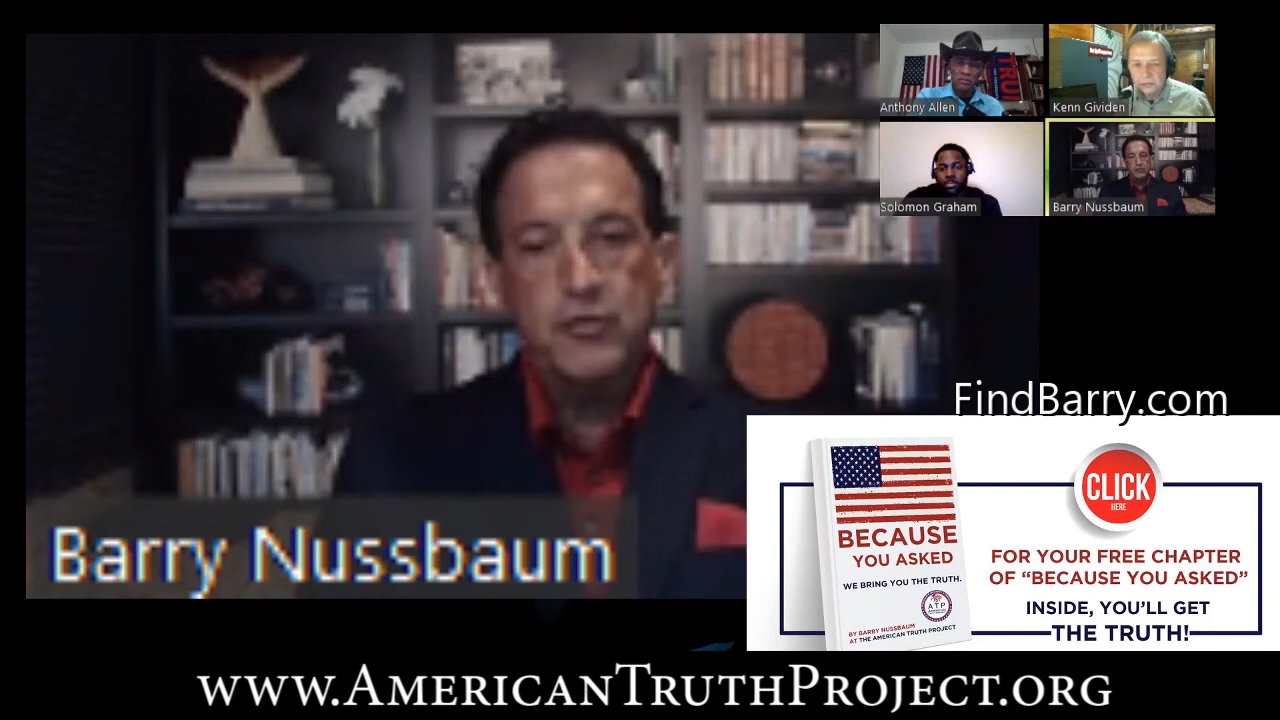 Anthony Allen
Kenn Gividen
Solomon Graham
Barry Nussbaum
Barry Nussbaum
FindBarry.com
BECAUSE
YOU ASKED
WE BRING YOU THE TRUTH.
ATP
BY BARRY NUSSBAUM
AT THE AMERICAN TRUTH PROJECT
CLICK
HERE
FOR YOUR FREE CHAPTER
OF “BECAUSE YOU ASKED”
INSIDE, YOU’LL GET
THE TRUTH!
www.AmericanTruthProject.org